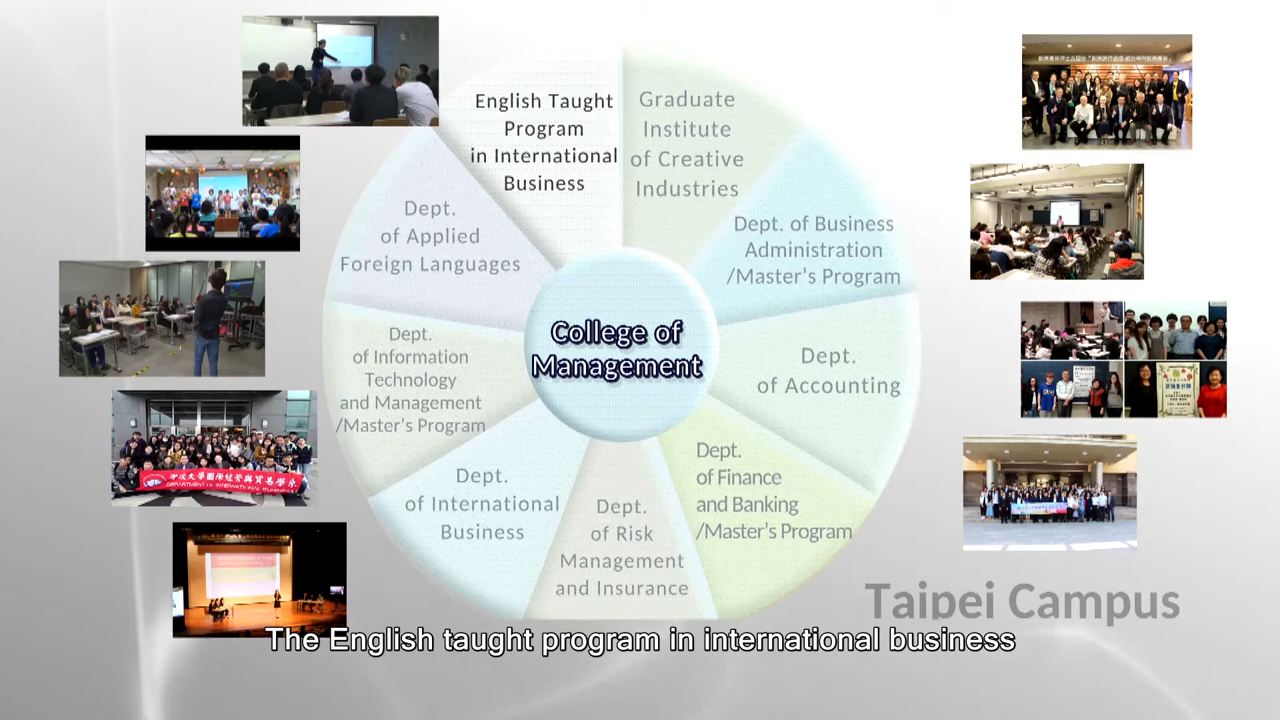 English Taught
Program
in International
Business
Graduate
Institute
of Creative
Industries
Dept. of Business
Administration
/Master's Program
Dept.
of Accounting
Dept.
of Finance
and Banking
/Master's Program
Dept.
of Risk
Management
and Insurance
Dept.
of International
Business
Dept.
of Information
Technology
and Management
/Master's Program
Dept.
of Applied
Foreign Languages
College of
Management
Taipei Campus
The English taught program in international business